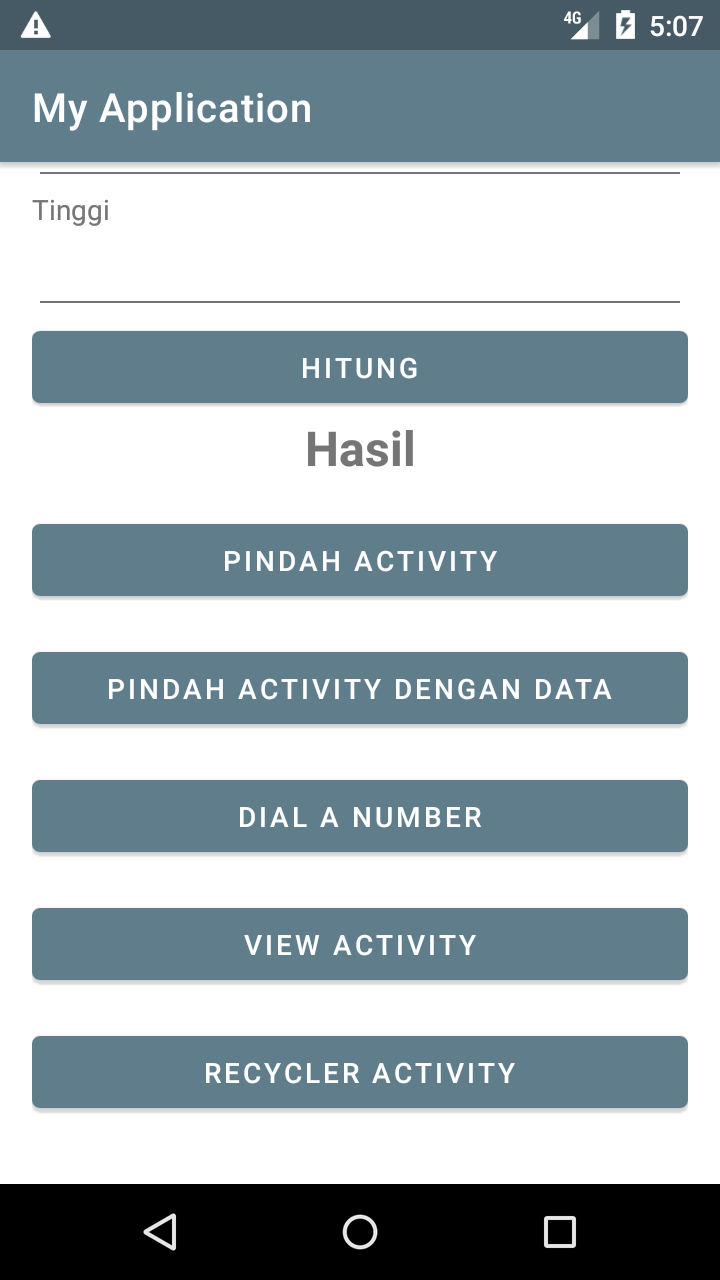 4G 5:07
My Application
Tinggi
HITUNG
Hasil
PINDAH ACTIVITY
PINDAH ACTIVITY DENGAN DATA
DIAL A NUMBER
VIEW ACTIVITY
RECYCLER ACTIVITY